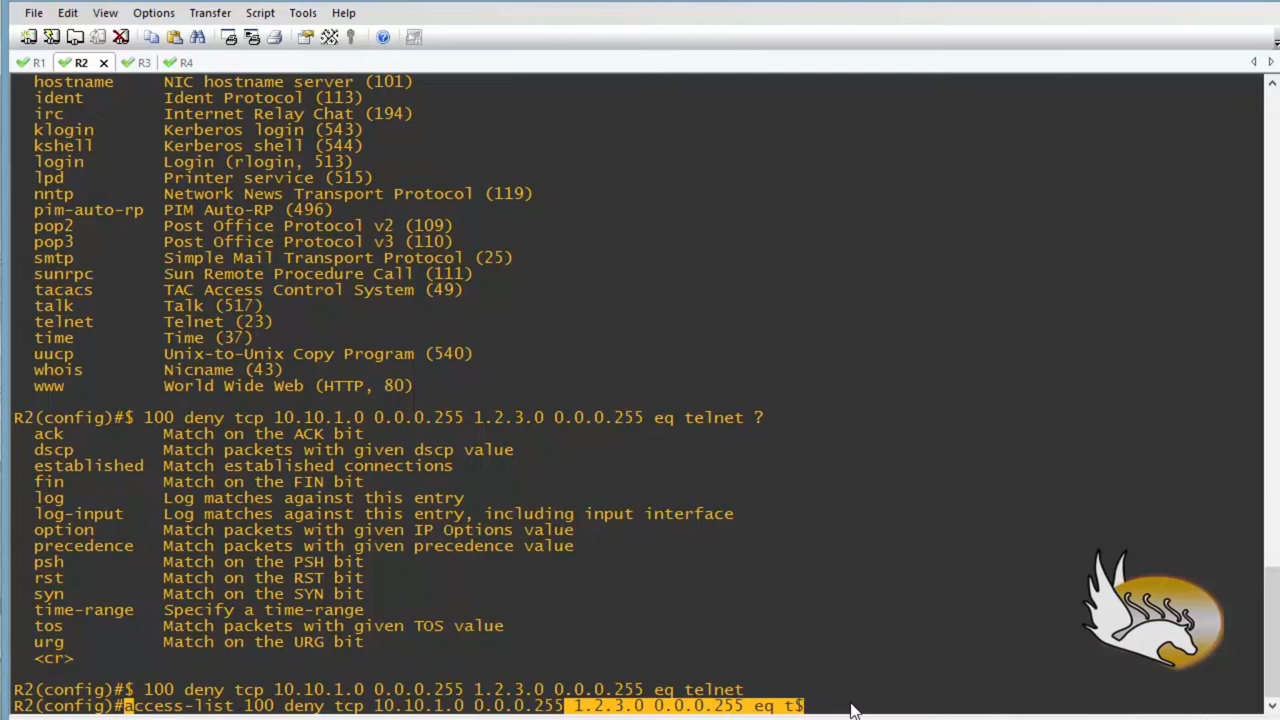 File Edit View Options Transfer Script Tools Help
R1 R2 R3 R4
hostname NIC hostname server (101)
ident Ident Protocol (113)
irc Internet Relay Chat (194)
klogin Kerberos login (543)
kshell Kerberos shell (544)
login Login (rlogin, 513)
lpd Printer service (515)
nntp Network News Transport Protocol (119)
pim-auto-rp PIM Auto-RP (496)
pop2 Post Office Protocol v2 (109)
pop3 Post Office Protocol v3 (110)
smtp Simple Mail Transport Protocol (25)
sunrpc Sun Remote Procedure Call (111)
tacacs TAC Access Control System (49)
talk Talk (517)
telnet Telnet (23)
time Time (37)
uucp Unix-to-Unix Copy Program (540)
whois Nicname (43)
www World Wide Web (HTTP, 80)
R2(config)#$ 100 deny tcp 10.10.1.0 0.0.0.255 1.2.3.0 0.0.0.255 eq telnet ?
ack Match on the ACK bit
dscp Match packets with given dscp value
established Match established connections
fin Match on the FIN bit
log Log matches against this entry
log-input Log matches against this entry, including input interface
option Match packets with given IP Options value
precedence Match packets with given precedence value
psh Match on the PSH bit
rst Match on the RST bit
syn Match on the SYN bit
time-range Specify a time-range
tos Match packets with given TOS value
urg Match on the URG bit
<cr>
R2(config)#$ 100 deny tcp 10.10.1.0 0.0.0.255 1.2.3.0 0.0.0.255 eq telnet
R2(config)#access-list 100 deny tcp 10.10.1.0 0.0.0.255 1.2.3.0 0.0.0.255 eq t$